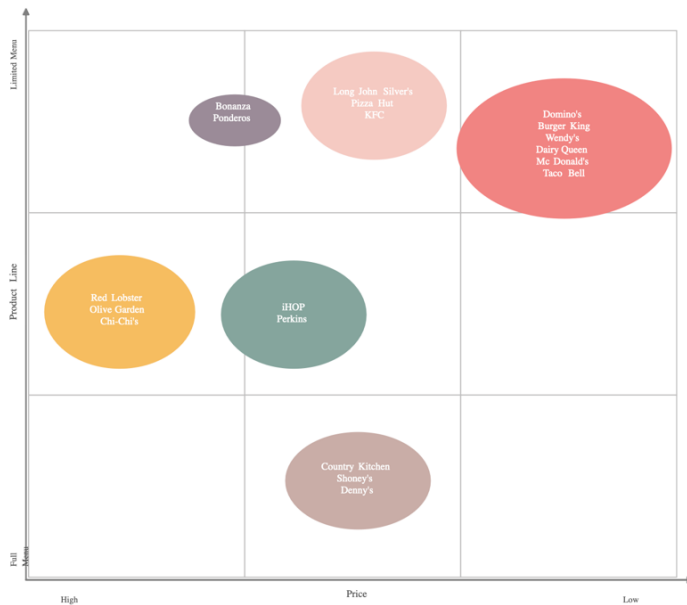 Limited Menu
Long John Silver's
Pizza Hut
KFC
Bonanza
Ponderos
Domino's
Burger King
Wendy's
Dairy Queen
Mc Donald's
Taco Bell
Product Line
Red Lobster
Olive Garden
Chi-Chi's
iHOP
Perkins
Country Kitchen
Shoney's
Denny's
Full
Menu
High
Price
Low